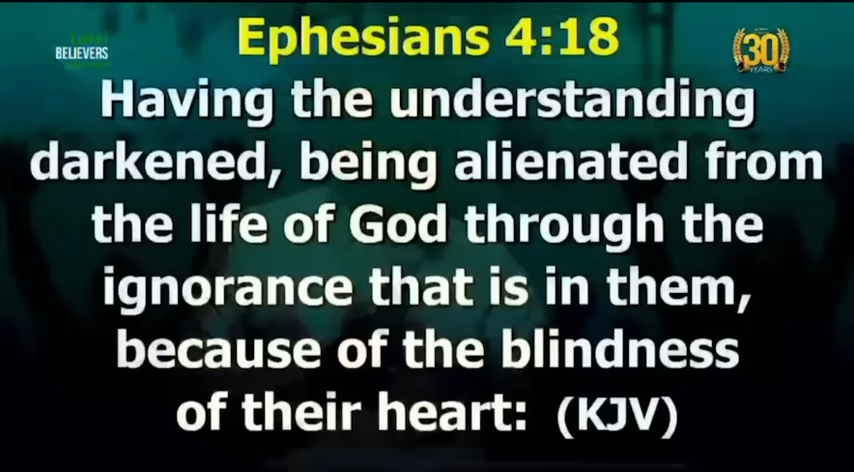 Ephesians 4:18
BELIEVERS
30
YEARS
Having the understanding
darkened, being alienated from
the life of God through the
ignorance that is in them,
because of the blindness
of their heart: (KJV)